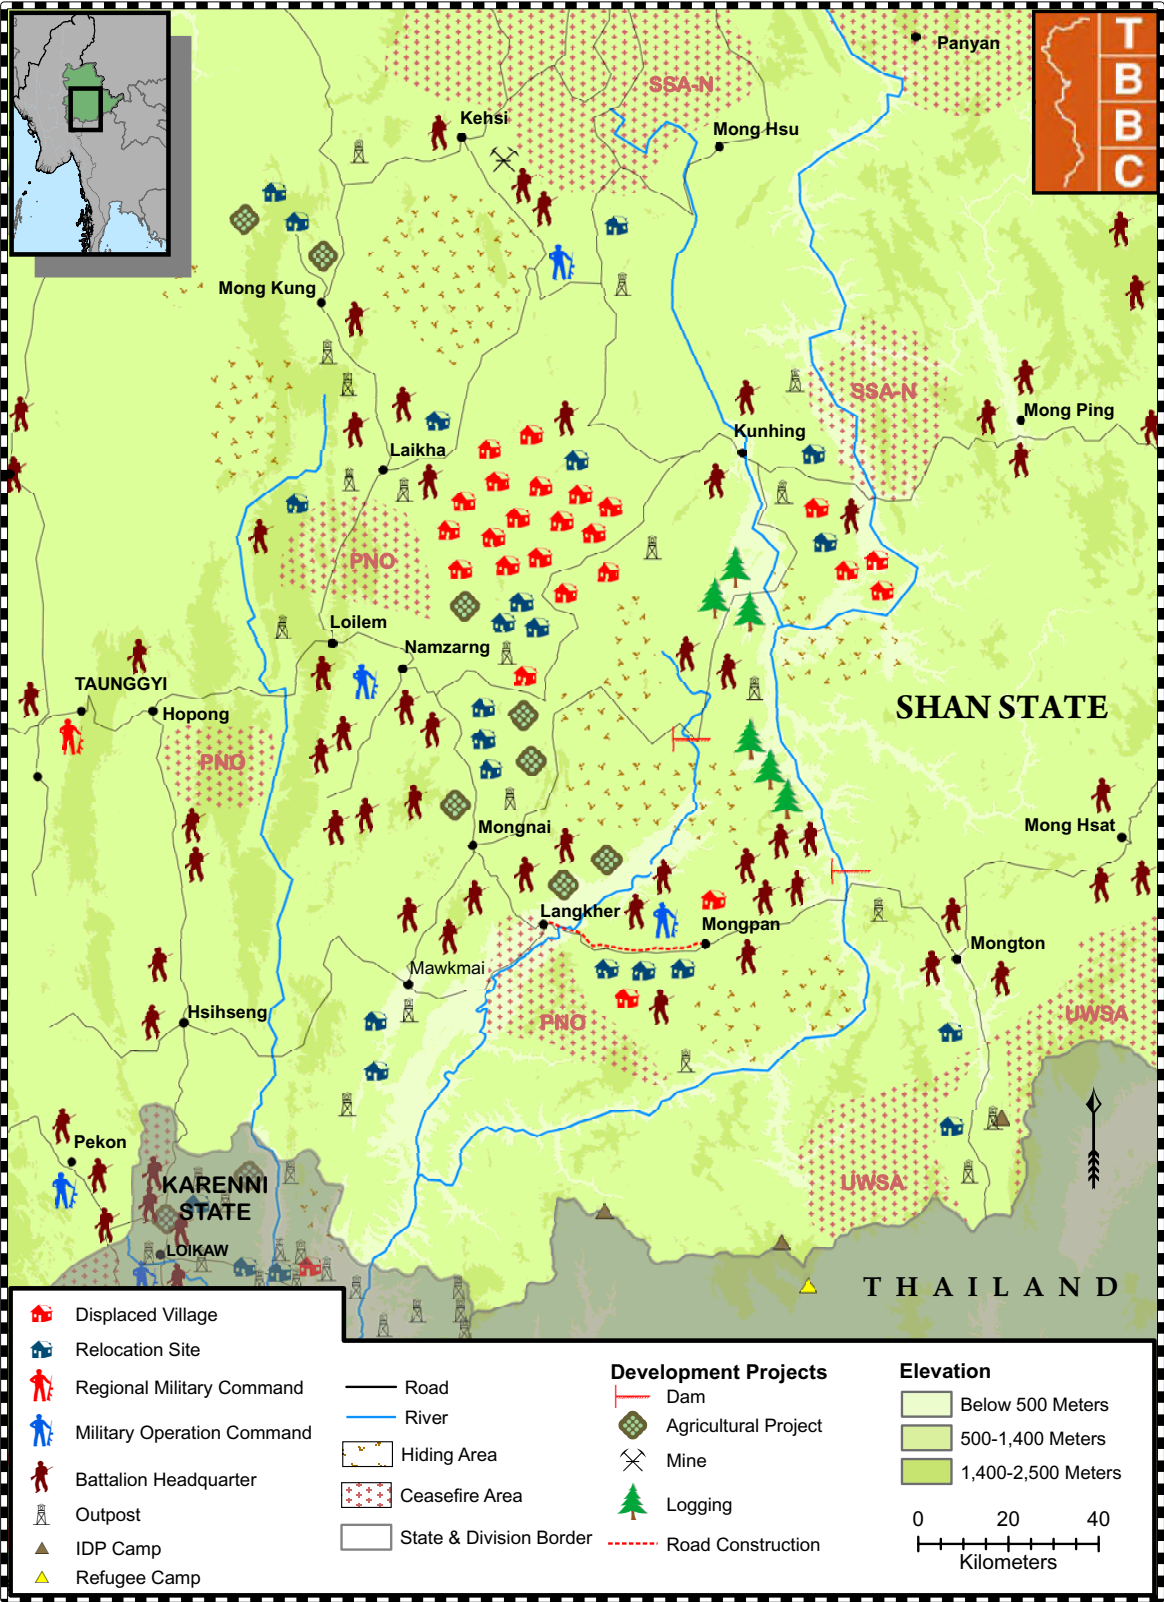 T
B
B
C
Panyan
SSA-N
Kehsi
Mong Hsu
Mong Kung
SSA-N
Mong Ping
Kunhing
Laikha
PNO
Loilem
Namzarng
TAUNGGYI
Hopong
SHAN STATE
PNO
Mongnai
Mong Hsat
Langkher
Mongpan
Mongton
Mawkmai
Hsihseng
PNO
UWSA
Pekon
KARENNI
STATE
UWSA
LOIKAW
THAILAND
Displaced Village
Relocation Site
Regional Military Command
Military Operation Command
Battalion Headquarter
Outpost
IDP Camp
Refugee Camp
Road
River
Hiding Area
Ceasefire Area
State & Division Border
Development Projects
Dam
Agricultural Project
Mine
Logging
Road Construction
Elevation
Below 500 Meters
500-1,400 Meters
1,400-2,500 Meters
0 20 40
Kilometers